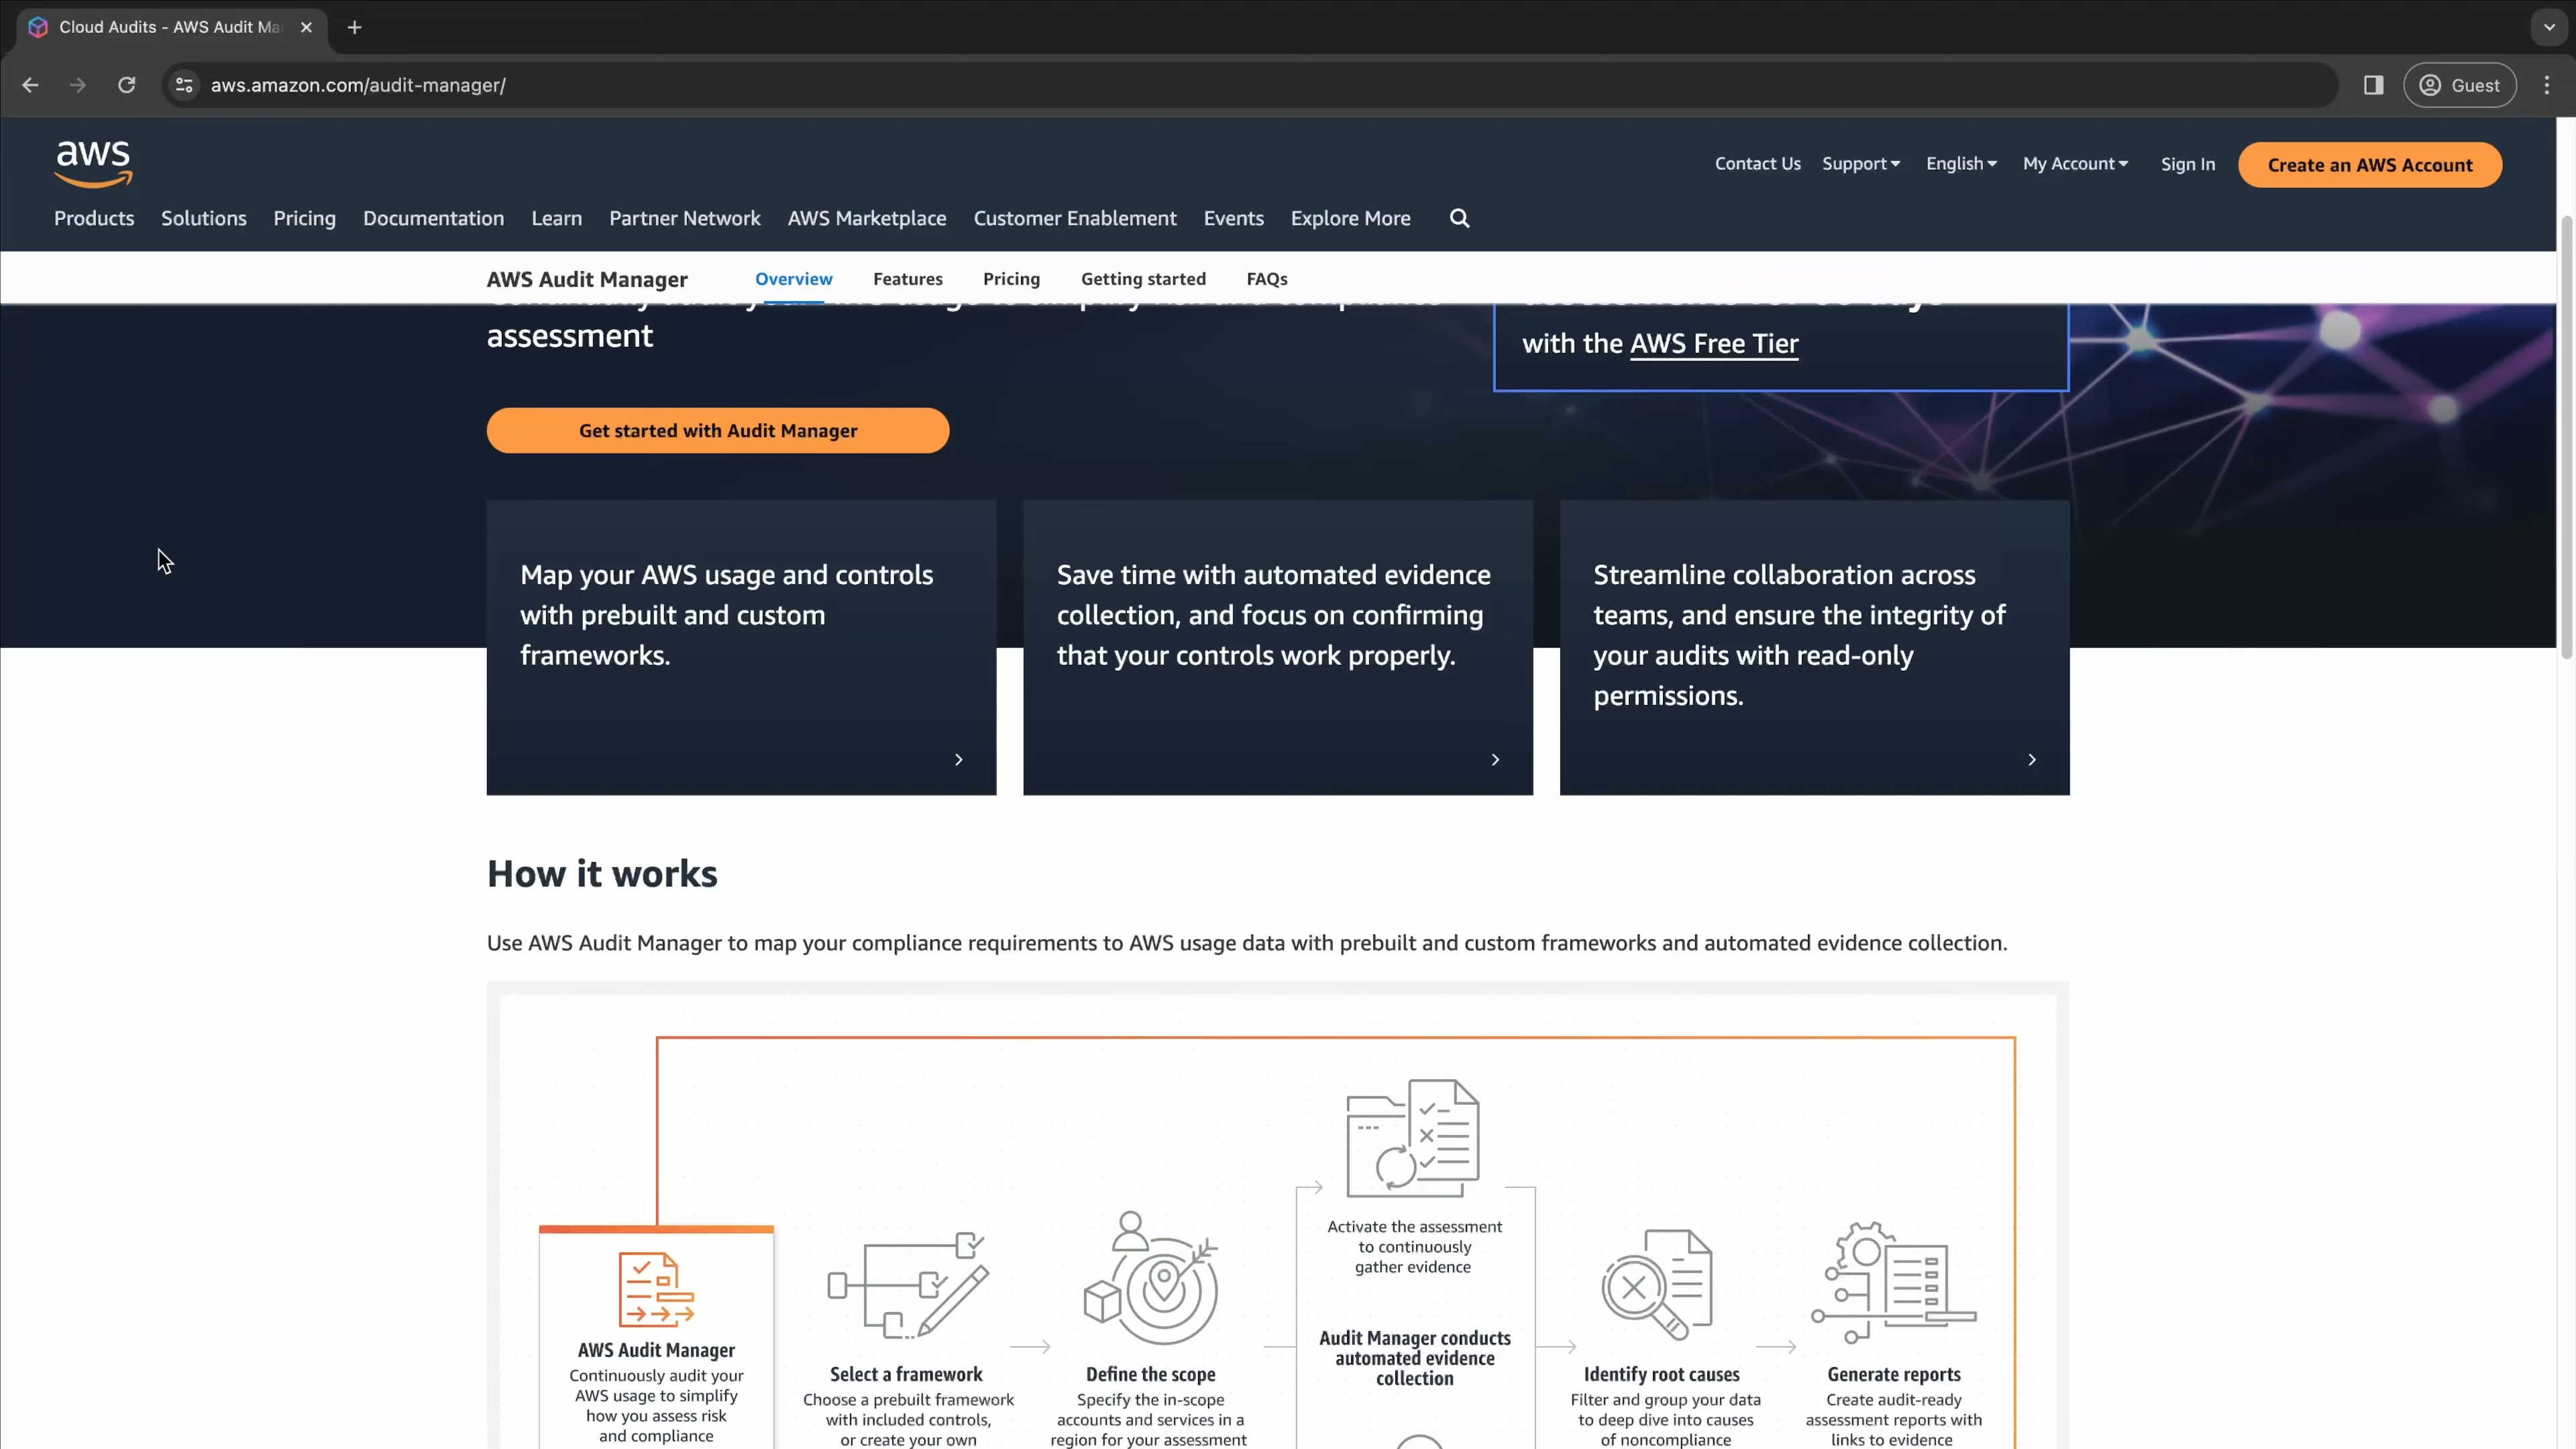 Cloud Audits - AWS Audit Ma
aws.amazon.com/audit-manager/
Guest
aws
Contact Us Support English My Account Sign In Create an AWS Account
Products Solutions Pricing Documentation Learn Partner Network AWS Marketplace Customer Enablement Events Explore More
AWS Audit Manager Overview Features Pricing Getting started FAQs
assessment
with the AWS Free Tier
Get started with Audit Manager
Map your AWS usage and controls
with prebuilt and custom
frameworks.
Save time with automated evidence
collection, and focus on confirming
that your controls work properly.
Streamline collaboration across
teams, and ensure the integrity of
your audits with read-only
permissions.
How it works
Use AWS Audit Manager to map your compliance requirements to AWS usage data with prebuilt and custom frameworks and automated evidence collection.
AWS Audit Manager
Continuously audit your
AWS usage to simplify
how you assess risk
and compliance
Select a framework
Choose a prebuilt framework
with included controls,
or create your own
Define the scope
Specify the in-scope
accounts and services in a
region for your assessment
Activate the assessment
to continuously
gather evidence
Audit Manager conducts
automated evidence
collection
Identify root causes
Filter and group your data
to deep dive into causes
of noncompliance
Generate reports
Create audit-ready
assessment reports with
links to evidence